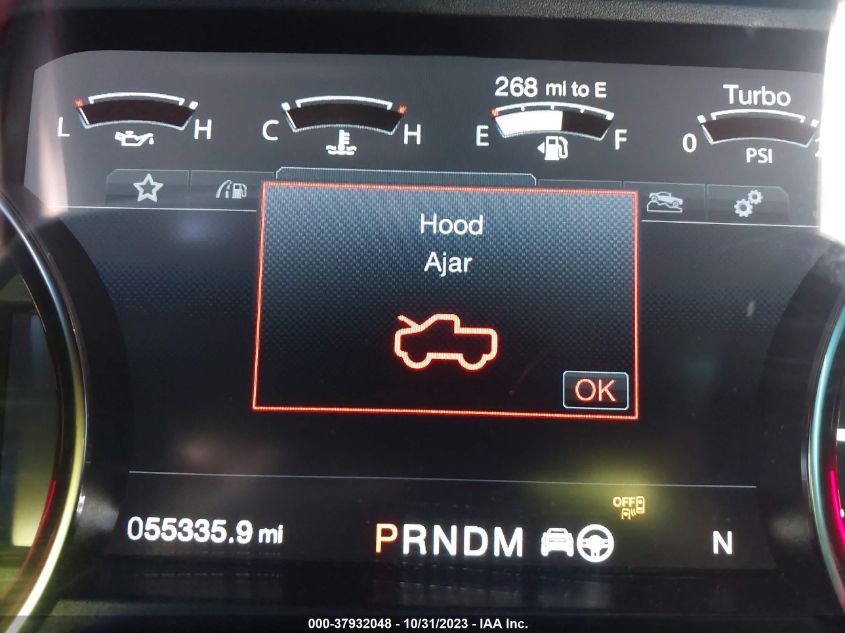 268 mi to E
Turbo
L H
C H
E F
0
PSI
Hood
Ajar
OK
OFF
055335.9 mi
PRNDM
N
000-37932048 - 10/31/2023 - IAA Inc.